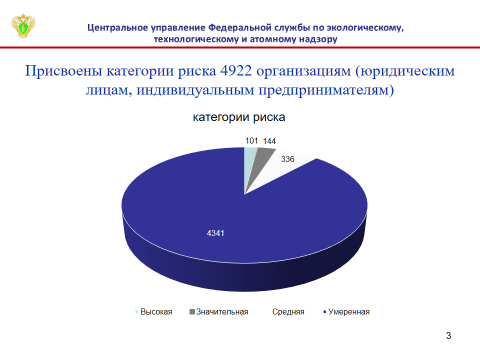 Центральное управление Федеральной службы по экологическому,
технологическому и атомному надзору
Присвоены категории риска 4922 организациям (юридическим
лицам, индивидуальным предпринимателям)
категории риска
101 144
336
4341
Высокая Значительная Средняя Умеренная
3